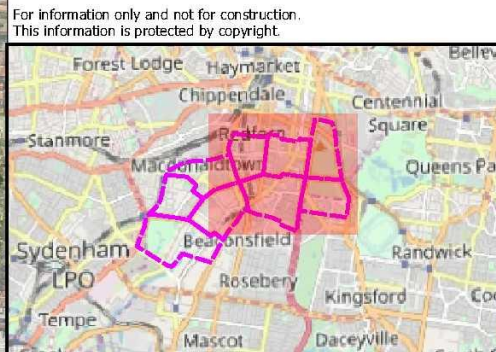 For information only and not for construction.
This information is protected by copyright.
Forest Lodge
Haymarket
Chippendale
Centennial
Square
Stanmore
Redfern
Macdonaldtown
Queens Pa
Beaconsfield
Sydenham
LPO
Randwick
Rosebery
Kingsford
Tempe
Mascot
Daceyville